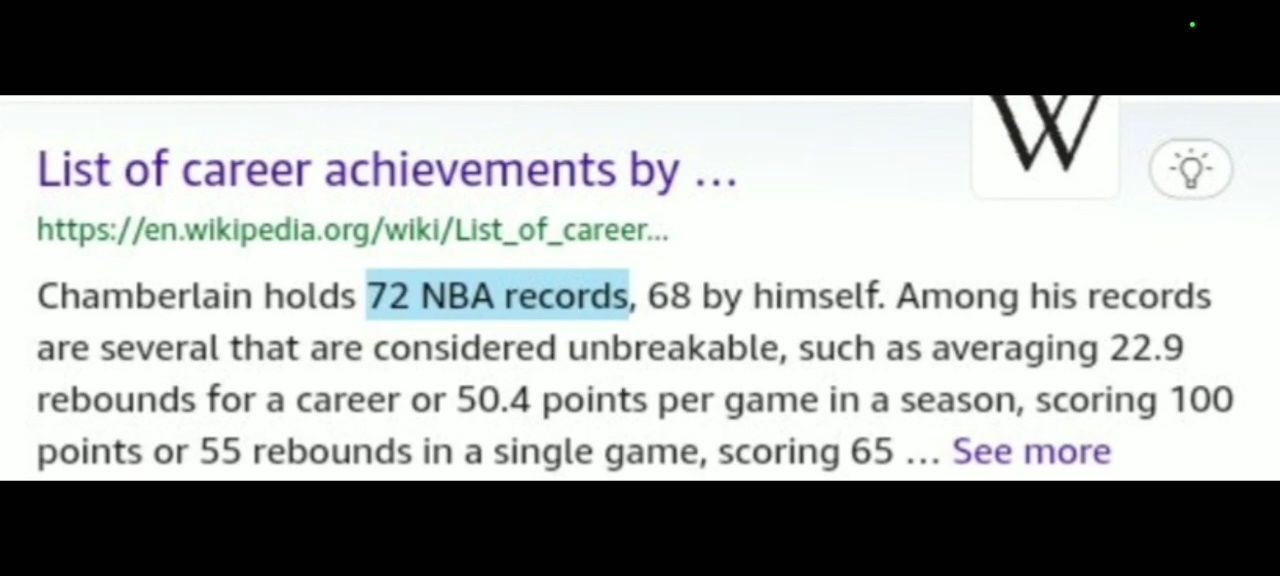 W
List of career achievements by ...
https://en.wikipedia.org/wiki/List_of_career...
Chamberlain holds 72 NBA records, 68 by himself. Among his records
are several that are considered unbreakable, such as averaging 22.9
rebounds for a career or 50.4 points per game in a season, scoring 100
points or 55 rebounds in a single game, scoring 65 ... See more